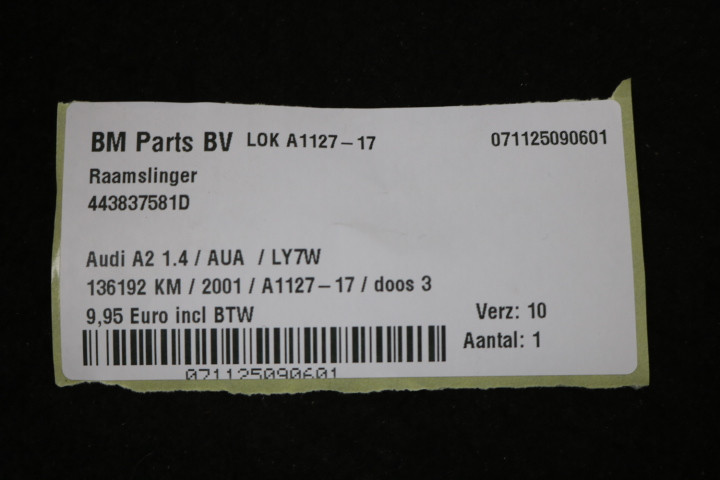 BM Parts BV LOK A1127-17 071125090601
Raamslinger
443837581D
Audi A2 1.4 / AUA / LY7W
136192 KM / 2001 / A1127-17 / doos 3
9,95 Euro incl BTW Verz: 10
Aantal: 1
071125090601